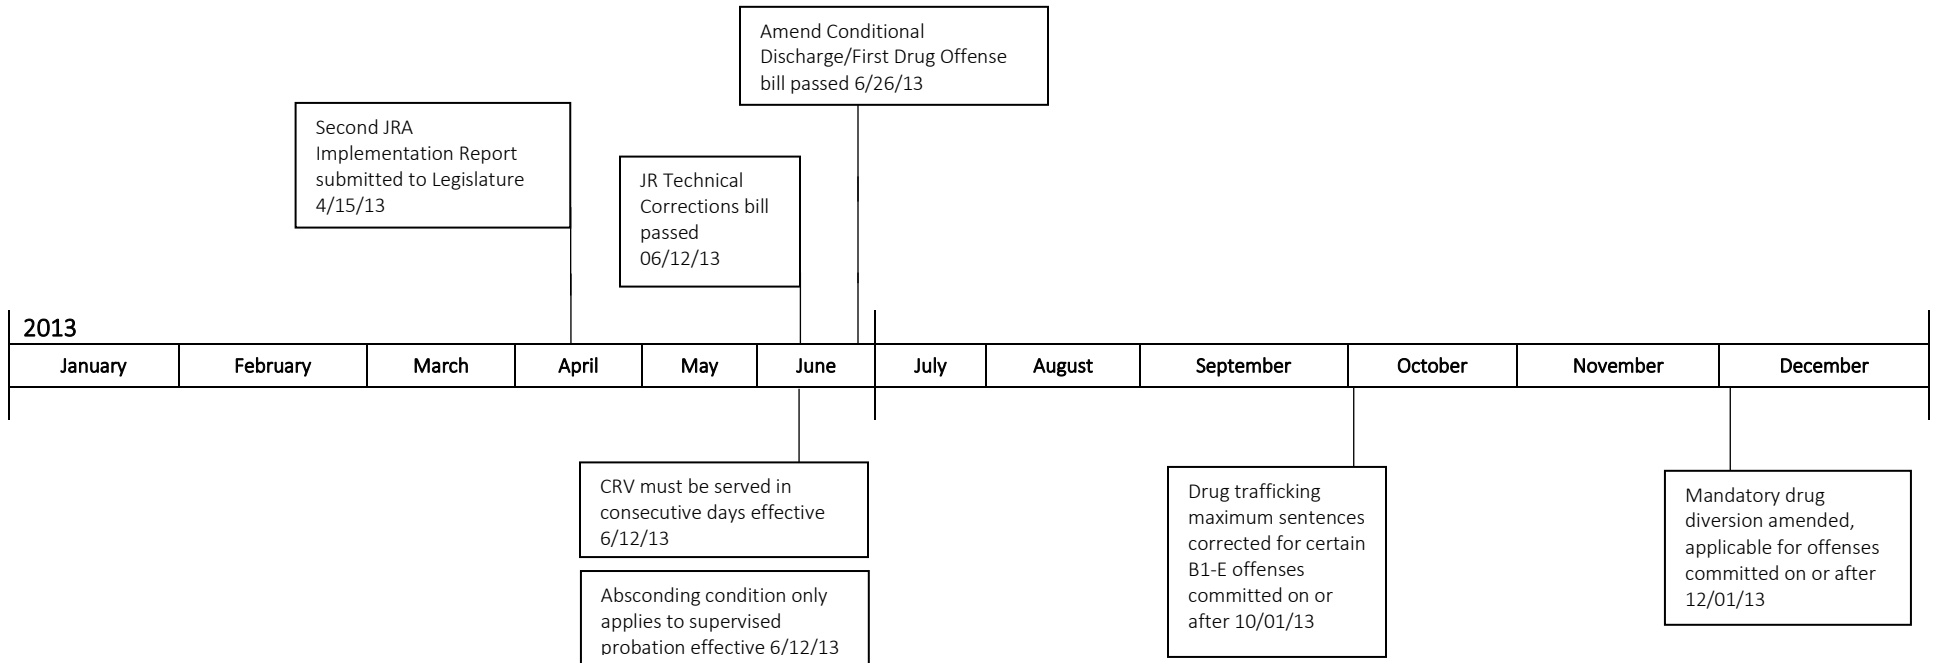 Amend Conditional
Discharge/First Drug Offense
bill passed 6/26/13
Second JRA
Implementation Report
submitted to Legislature
4/15/13
JR Technical
Corrections bill
passed
06/12/13
2013
January February March April May June July August September October November December
CRV must be served in
consecutive days effective
6/12/13
Absconding condition only
applies to supervised
probation effective 6/12/13
Drug trafficking
maximum sentences
corrected for certain
B1-E offenses
committed on or
after 10/01/13
Mandatory drug
diversion amended,
applicable for offenses
committed on or after
12/01/13